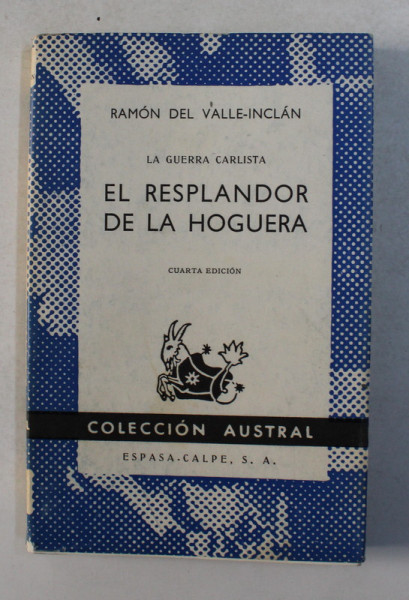 RAMÓN DEL VALLE-INCLÁN
LA GUERRA CARLISTA
EL RESPLANDOR
DE LA HOGUERA
CUARTA EDICIÓN
COLECCIÓN AUSTRAL
ESPASA-CALPE, S. A.